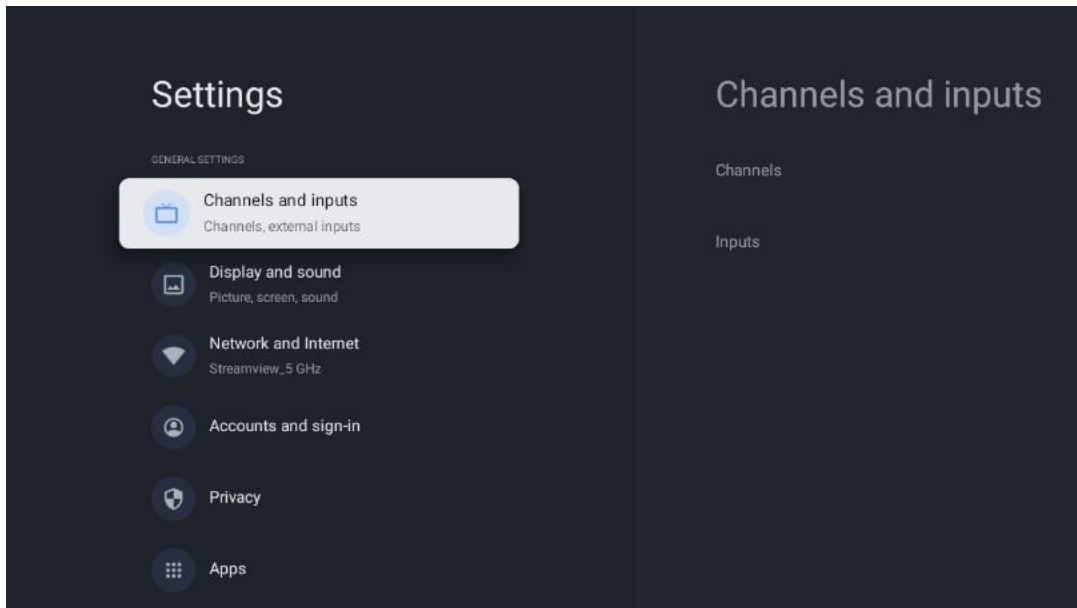 Settings
GENERAL SETTINGS
Channels and inputs
Channels, external inputs
Display and sound
Picture, screen, sound
Network and Internet
Streamview_5 GHz
Accounts and sign-in
Privacy
Apps
Channels and inputs
Channels
Inputs